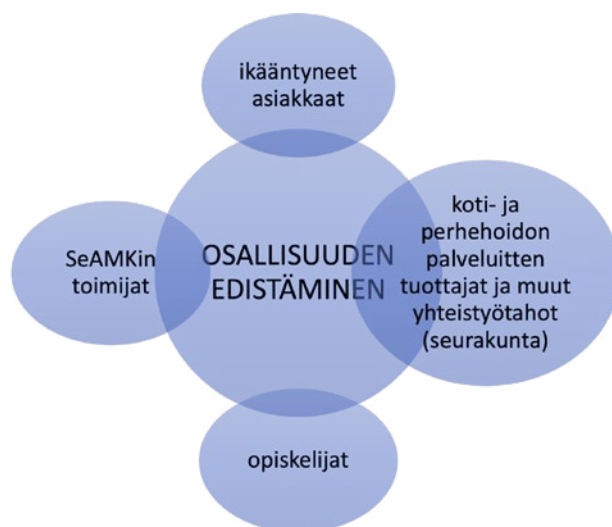 ikääntyneet
asiakkaat
SeAMKin
toimijat
OSALLISUUDEN
EDISTÄMINEN
koti- ja
perhehoidon
palveluitten
tuottajat ja muut
yhteistyötahot
(seurakunta)
opiskelijat